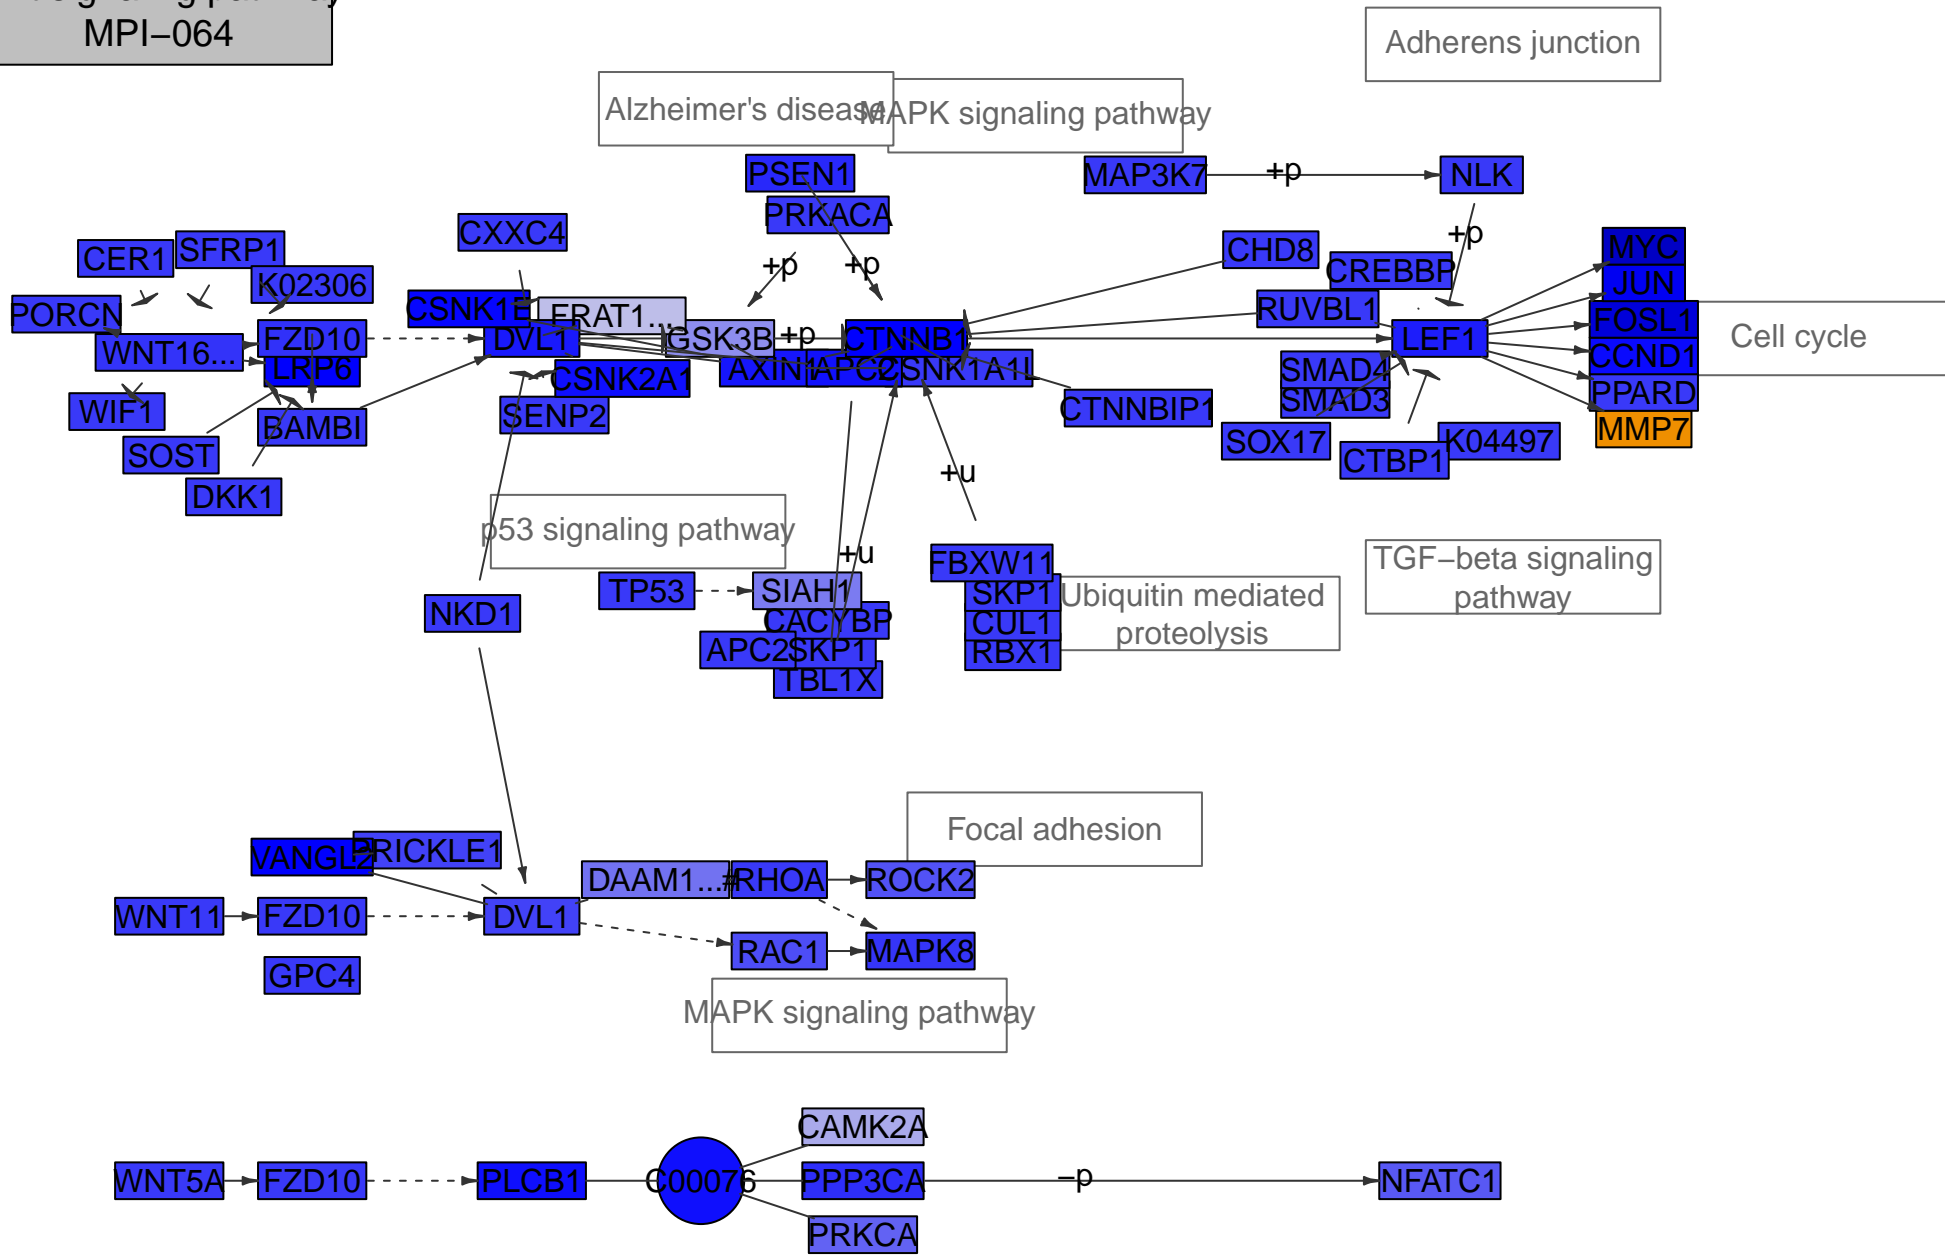 MPI−064
Adherens junction
Alzheimer's disease
MAPK signaling pathway
PSEN1
PRKACA
MAP3K7
+p
NLK
CXXC4
CER1
SFRP1
K02306
PORCN
WNT16...
FZD10
LRP6
WIF1
SOST
BAMBI
DKK1
CSNK1E
FRAT1...
DVL1
GSK3B
+p
+p
+p
CTNNB1
AXIN1
APC2
CSNK1A1L
CSNK2A1
SENP2
CHD8
CREBBP
+p
RUVBL1
LEF1
SMAD4
SMAD3
CTNNBIP1
SOX17
CTBP1
K04497
MYC
JUN
FOSL1
CCND1
PPARD
MMP7
Cell cycle
+u
p53 signaling pathway
+u
TP53
SIAH1
CACYBP
APC2
SKP1
TBL1X
NKD1
FBXW11
SKP1
CUL1
RBX1
Ubiquitin mediated
proteolysis
TGF−beta signaling
pathway
Focal adhesion
VANGL2
PRICKLE1
DAAM1...
RHOA
ROCK2
WNT11
FZD10
DVL1
RAC1
MAPK8
GPC4
MAPK signaling pathway
CAMK2A
WNT5A
FZD10
PLCB1
C00076
PPP3CA
−p
NFATC1
PRKCA